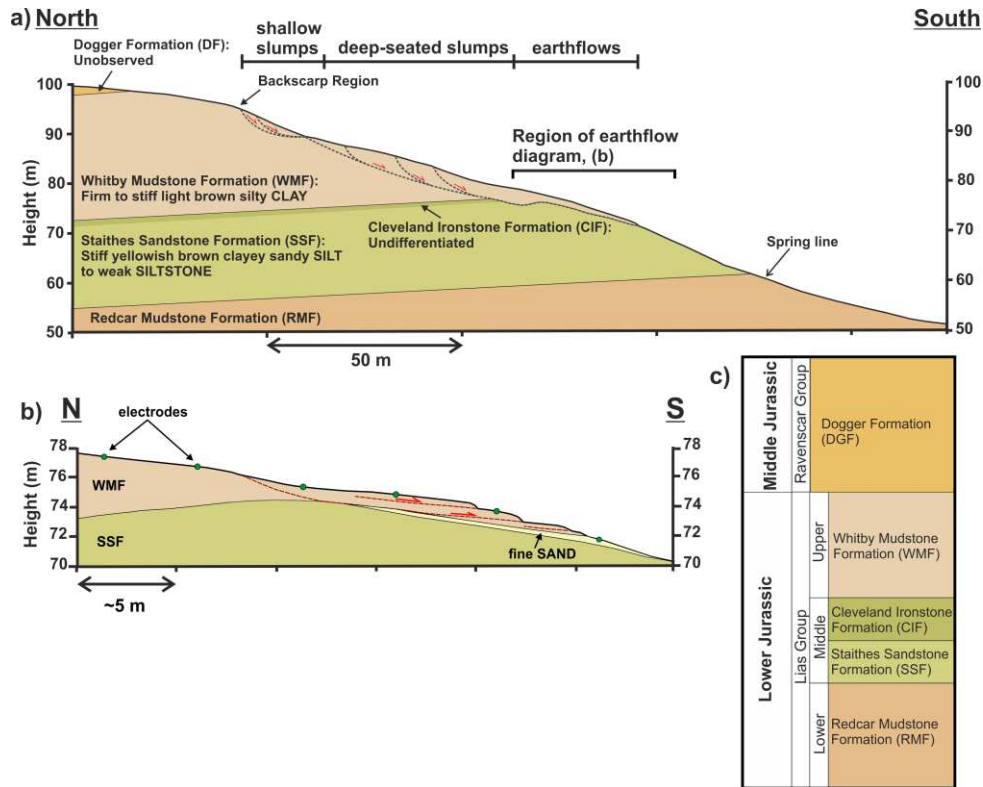 a) North
South
shallow
slumps
deep-seated slumps
earthflows
Dogger Formation (DF):
Unobserved
Backscarp Region
100
90
80
70
60
50
Height (m)
100
90
80
70
60
50
Region of earthflow
diagram, (b)
Whitby Mudstone Formation (WMF):
Firm to stiff light brown silty CLAY
Cleveland Ironstone Formation (CIF):
Undifferentiated
Staithes Sandstone Formation (SSF):
Stiff yellowish brown clayey sandy SILT
to weak SILTSTONE
Spring line
Redcar Mudstone Formation (RMF)
50 m
b) N
S
electrodes
78
76
74
72
70
Height (m)
78
76
74
72
70
WMF
SSF
fine SAND
~5 m
c)
Middle Jurassic
Ravenscar Group
Dogger Formation
(DGF)
Lower Jurassic
Lias Group
Upper
Whitby Mudstone
Formation (WMF)
Middle
Cleveland Ironstone
Formation (CIF)
Staithes Sandstone
Formation (SSF)
Lower
Redcar Mudstone
Formation (RMF)